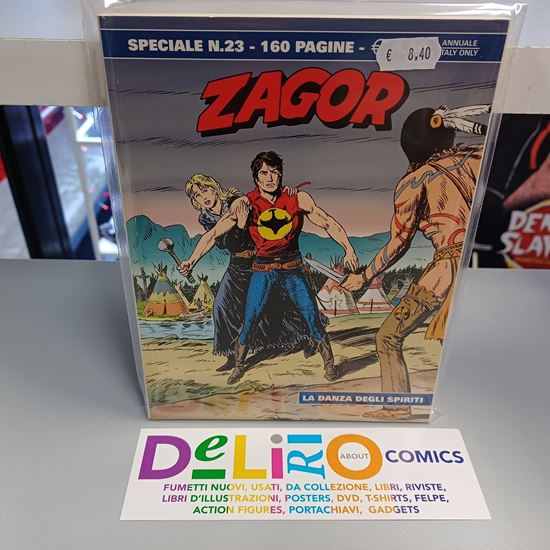 SPECIALE N.23 - 160 PAGINE -
€ 8,40
ANNUALE
ITALY ONLY
ZAGOR
LA DANZA DEGLI SPIRITI
DELIRIO ABOUT COMICS
FUMETTI NUOVI, USATI, DA COLLEZIONE, LIBRI, RIVISTE,
LIBRI D'ILLUSTRAZIONI, POSTERS, DVD, T-SHIRTS, FELPE,
ACTION FIGURES, PORTACHIAVI, GADGETS